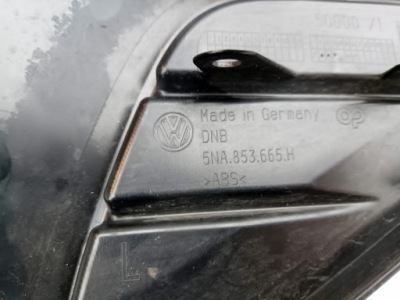 Made in Germany
DNB
5NA.853.665.H
>ABS<
L